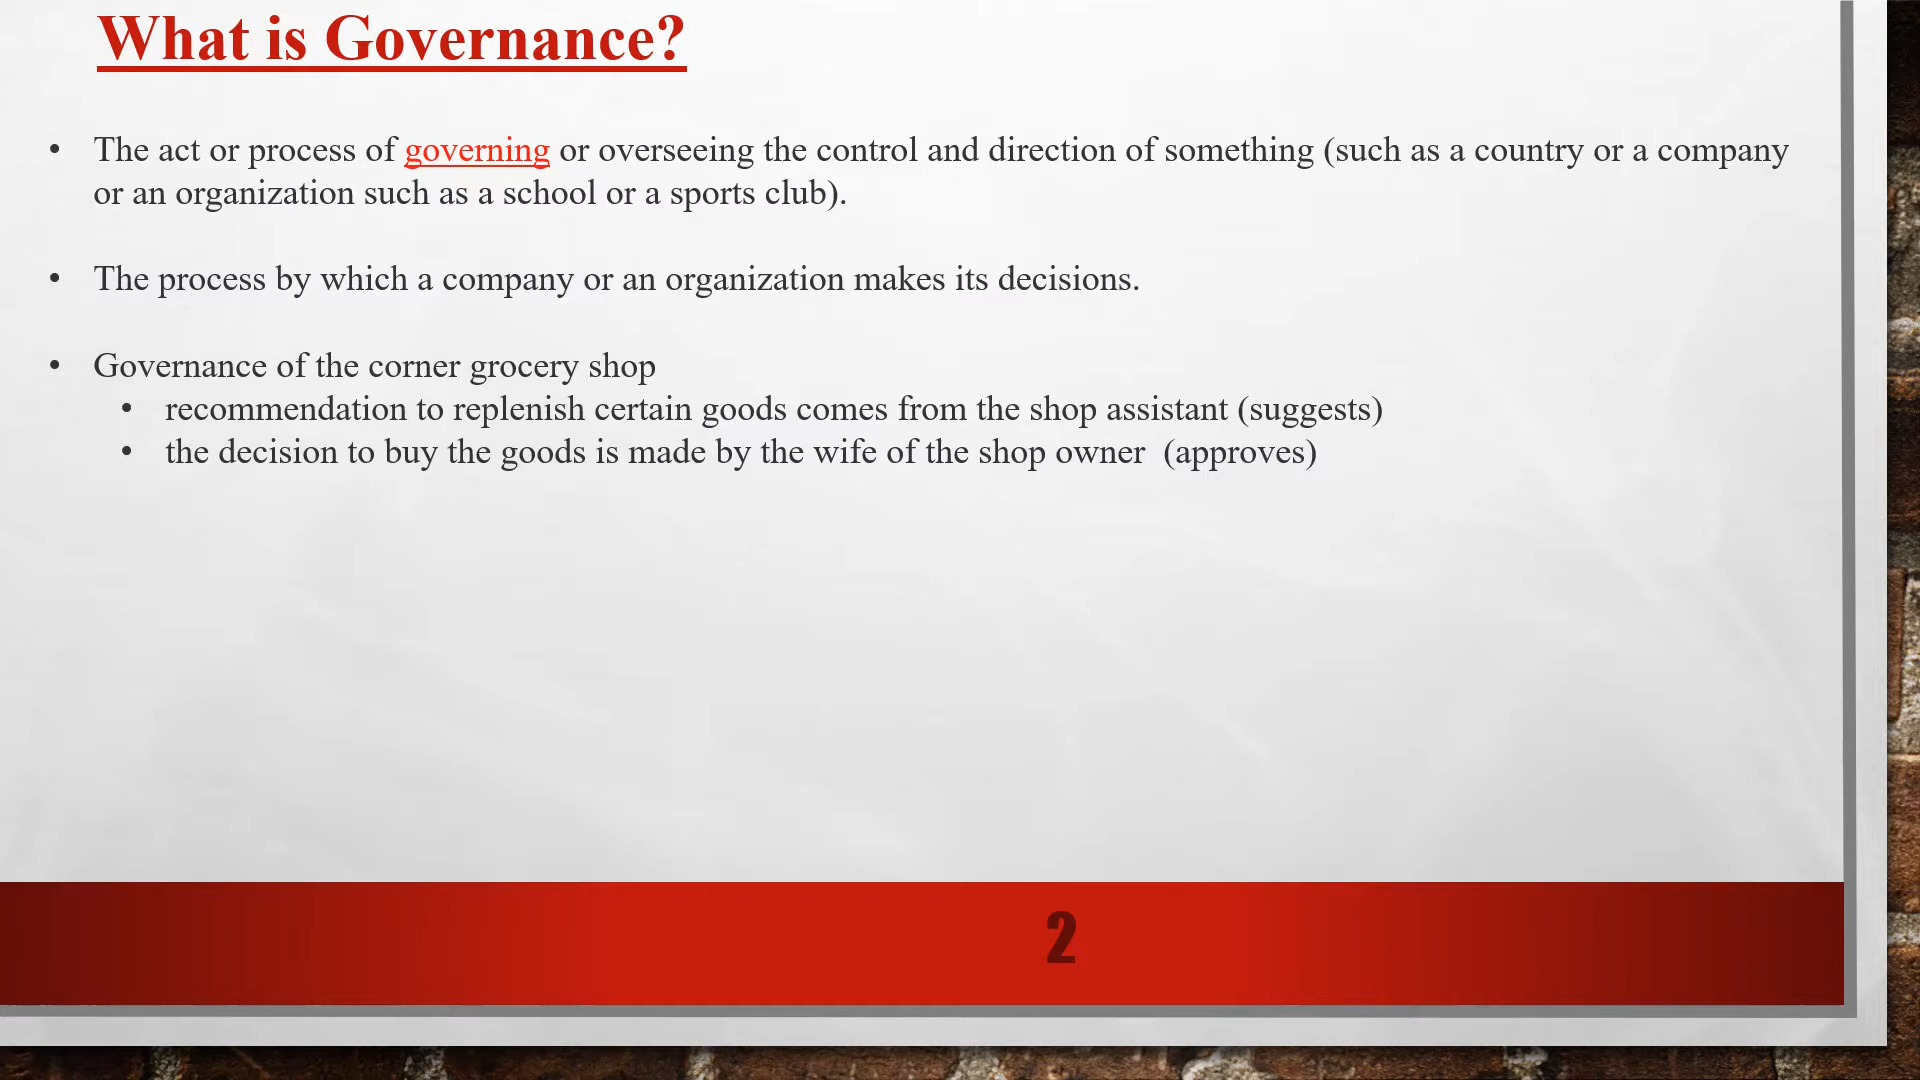 What is Governance?
• The act or process of governing or overseeing the control and direction of something (such as a country or a company
or an organization such as a school or a sports club).
• The process by which a company or an organization makes its decisions.
• Governance of the corner grocery shop
• recommendation to replenish certain goods comes from the shop assistant (suggests)
• the decision to buy the goods is made by the wife of the shop owner  (approves)
2